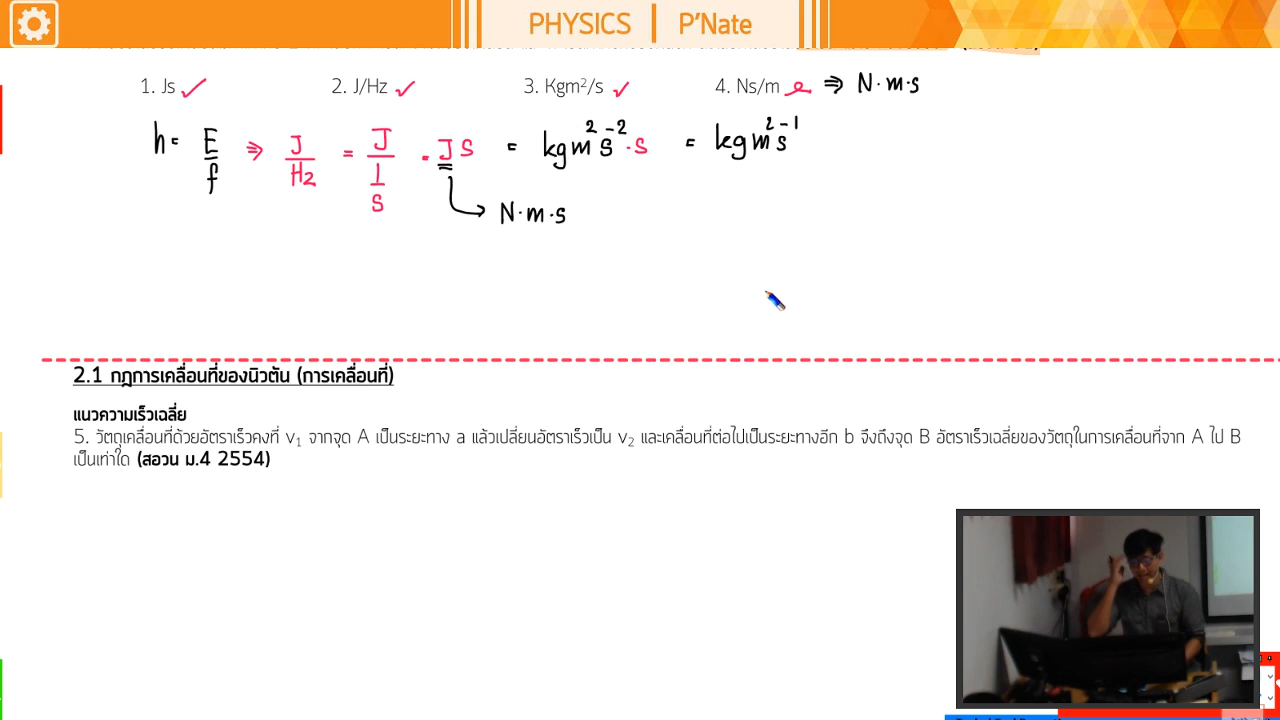 PHYSICS | P'Nate
1. Js ✓ 2. J/Hz ✓ 3. Kgm²/s ✓ 4. Ns/m ⇒ N·m·s
h = E/f ⇒ J/Hz = J/(1/s) · Js = kgm²s⁻²·s = kgm²s⁻¹
N·m·s
2.1 กฎการเคลื่อนที่ของนิวตัน (การเคลื่อนที่)
แนวความเร็วเฉลี่ย
5. วัตถุเคลื่อนที่ด้วยอัตราเร็วคงที่ v₁ จากจุด A เป็นระยะทาง a แล้วเปลี่ยนอัตราเร็วเป็น v₂ และเคลื่อนที่ต่อไปเป็นระยะทางอีก b จึงถึงจุด B อัตราเร็วเฉลี่ยของวัตถุในการเคลื่อนที่จาก A ไป B
เป็นเท่าใด (สอวน ม.4 2554)